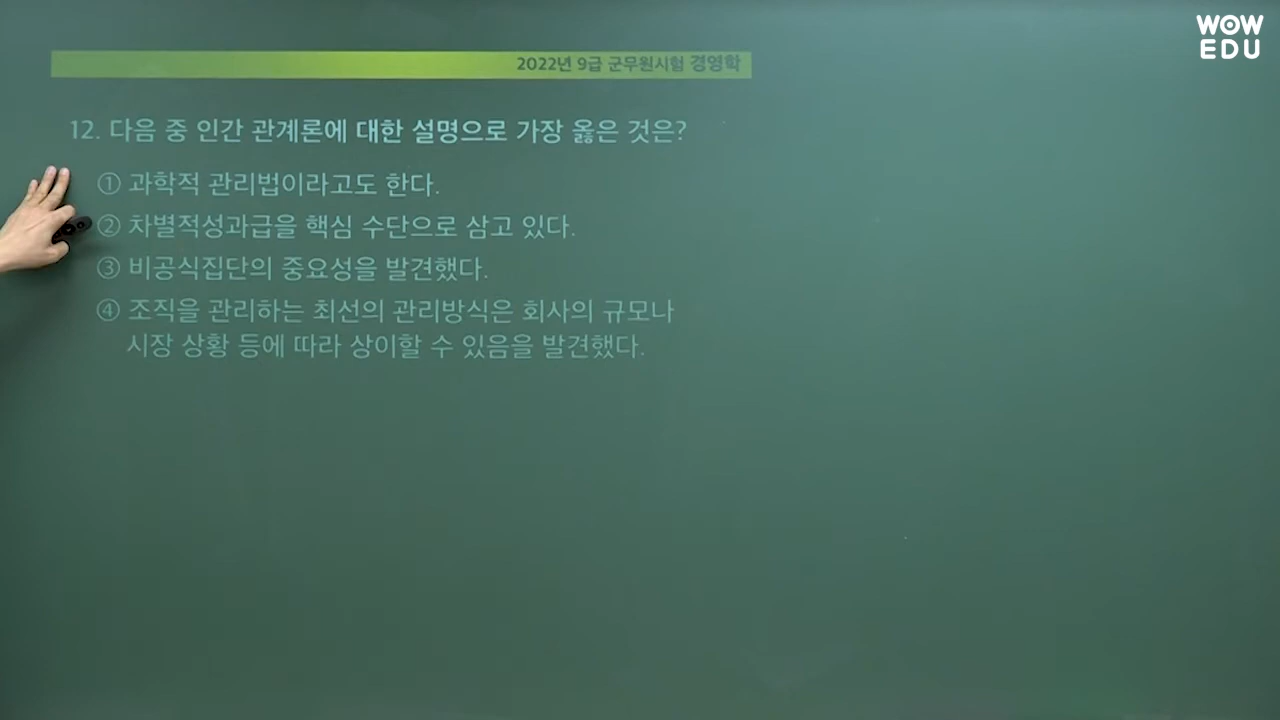 WOW
EDU
2022년 9급 군무원시험 경영학
12. 다음 중 인간 관계론에 대한 설명으로 가장 옳은 것은?
① 과학적 관리법이라고도 한다.
② 차별적성과급을 핵심 수단으로 삼고 있다.
③ 비공식집단의 중요성을 발견했다.
④ 조직을 관리하는 최선의 관리방식은 회사의 규모나
시장 상황 등에 따라 상이할 수 있음을 발견했다.